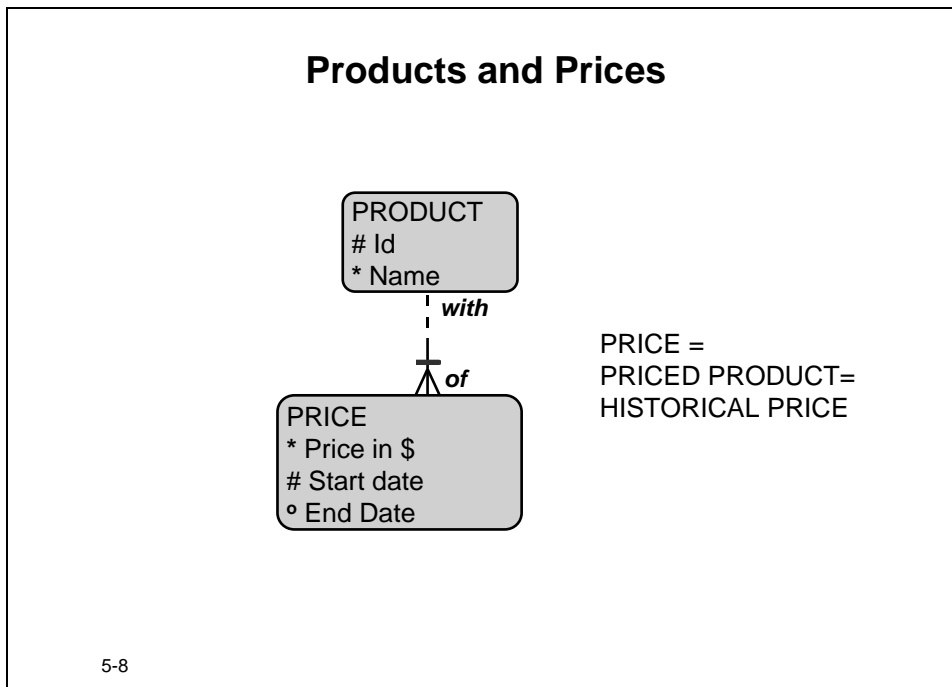 Products and Prices
PRODUCT
# Id
* Name
with
of
PRICE
* Price in $
# Start date
º End Date
PRICE =
PRICED PRODUCT=
HISTORICAL PRICE
5-8